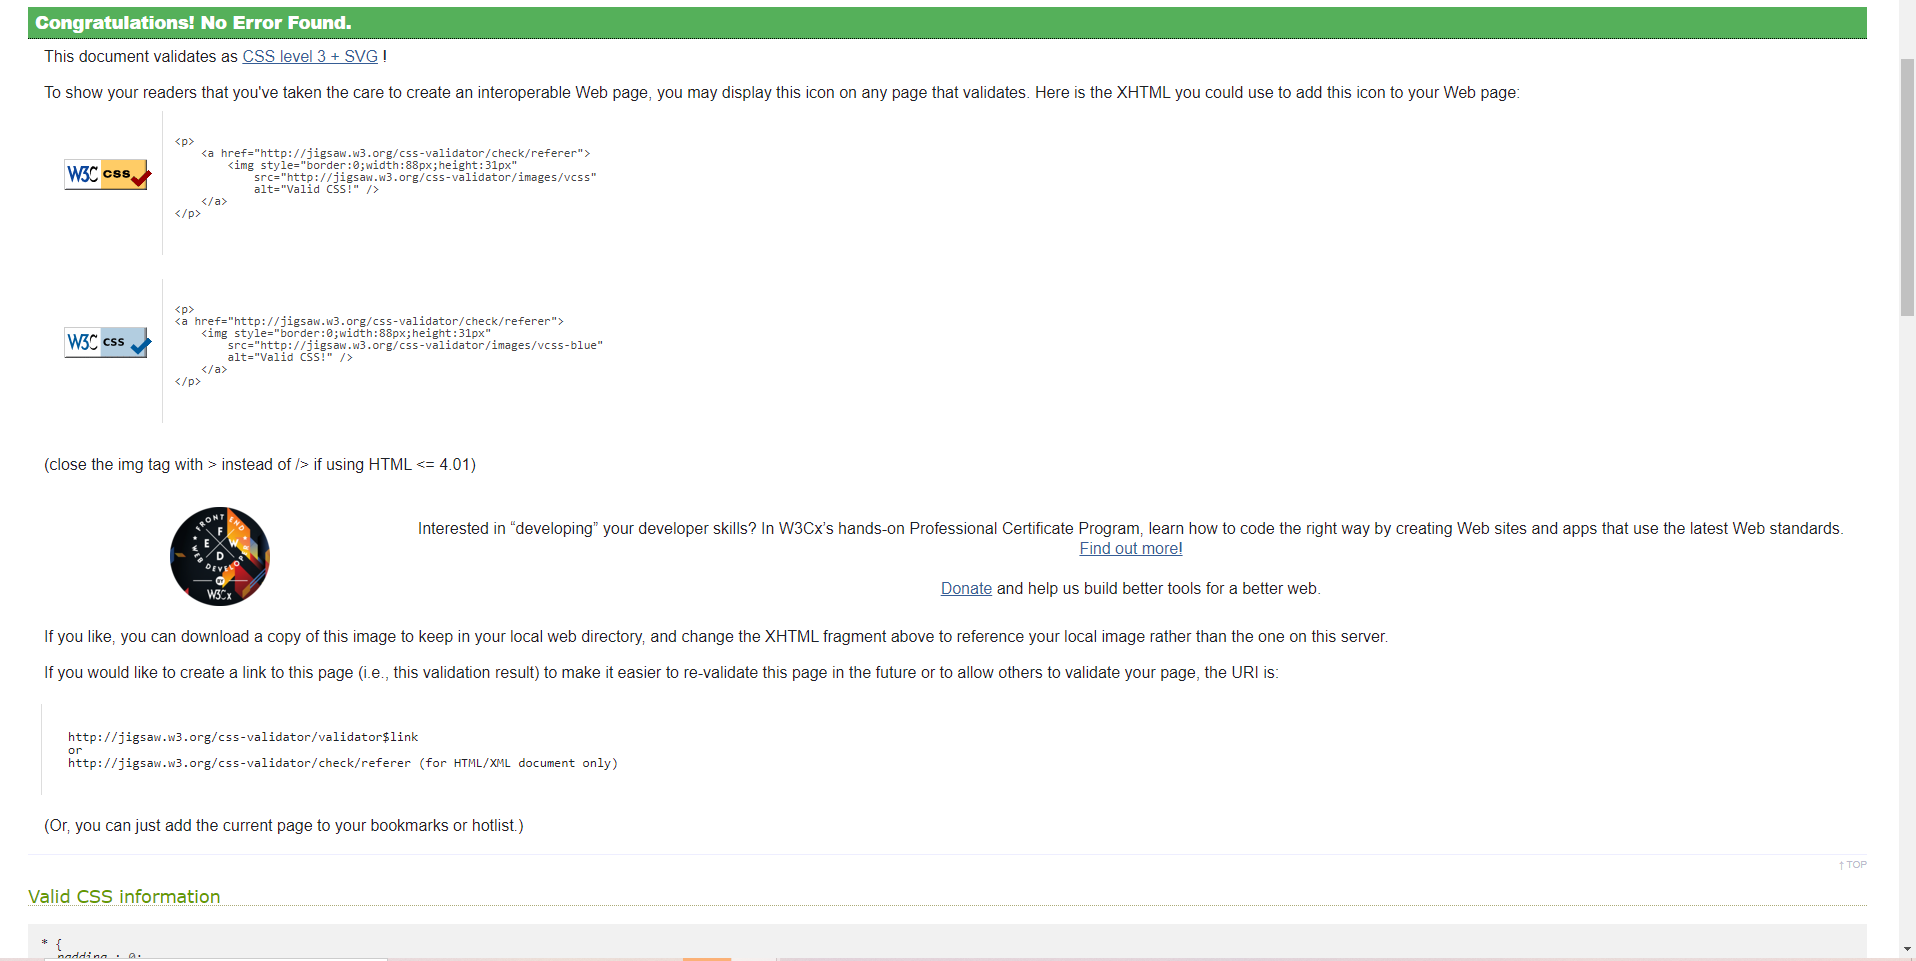 Congratulations! No Error Found.
This document validates as CSS level 3 + SVG !
To show your readers that you've taken the care to create an interoperable Web page, you may display this icon on any page that validates. Here is the XHTML you could use to add this icon to your Web page:
W3C css
<p>
    <a href="http://jigsaw.w3.org/css-validator/check/referer">
        <img style="border:0;width:88px;height:31px"
            src="http://jigsaw.w3.org/css-validator/images/vcss"
            alt="Valid CSS!" />
    </a>
</p>
W3C css
<p>
<a href="http://jigsaw.w3.org/css-validator/check/referer">
    <img style="border:0;width:88px;height:31px"
        src="http://jigsaw.w3.org/css-validator/images/vcss-blue"
        alt="Valid CSS!" />
    </a>
</p>
(close the img tag with > instead of /> if using HTML <= 4.01)
FRONT END
F
E W
D
WEB DEVELOPER
BY
W3Cx
Interested in “developing” your developer skills? In W3Cx’s hands-on Professional Certificate Program, learn how to code the right way by creating Web sites and apps that use the latest Web standards.
Find out more!
Donate and help us build better tools for a better web.
If you like, you can download a copy of this image to keep in your local web directory, and change the XHTML fragment above to reference your local image rather than the one on this server.
If you would like to create a link to this page (i.e., this validation result) to make it easier to re-validate this page in the future or to allow others to validate your page, the URI is:
http://jigsaw.w3.org/css-validator/validator$link
or
http://jigsaw.w3.org/css-validator/check/referer (for HTML/XML document only)
(Or, you can just add the current page to your bookmarks or hotlist.)
↑ TOP
Valid CSS information
* {
padding : 0;